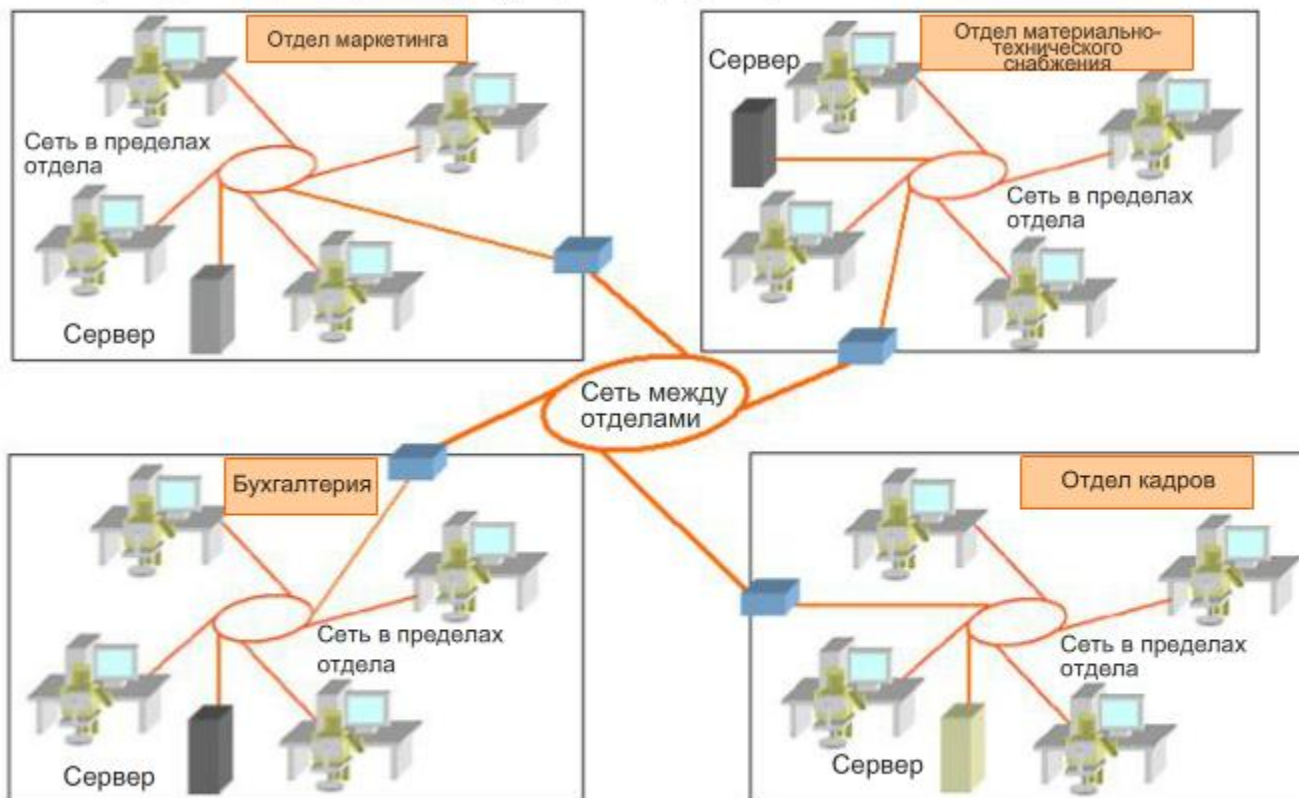 Отдел маркетинга
Сеть в пределах
отдела
Сервер
Отдел материально-
технического
снабжения
Сервер
Сеть в пределах
отдела
Сеть между
отделами
Бухгалтерия
Сеть в пределах
отдела
Сервер
Отдел кадров
Сеть в пределах
отдела
Сервер